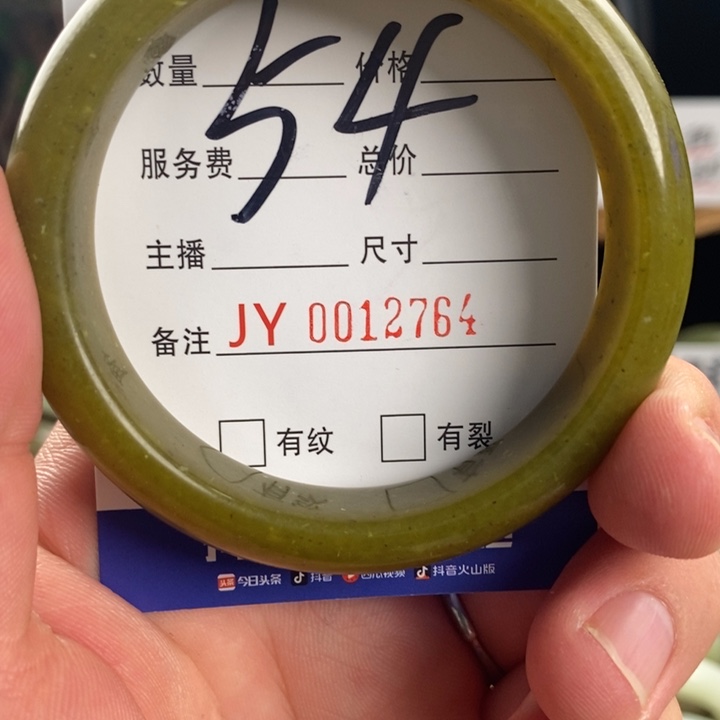 54
数量 价格
服务费 总价
主播 尺寸
备注 JY 0012764
有纹 有裂
今日头条 抖音 西瓜视频 抖音火山版